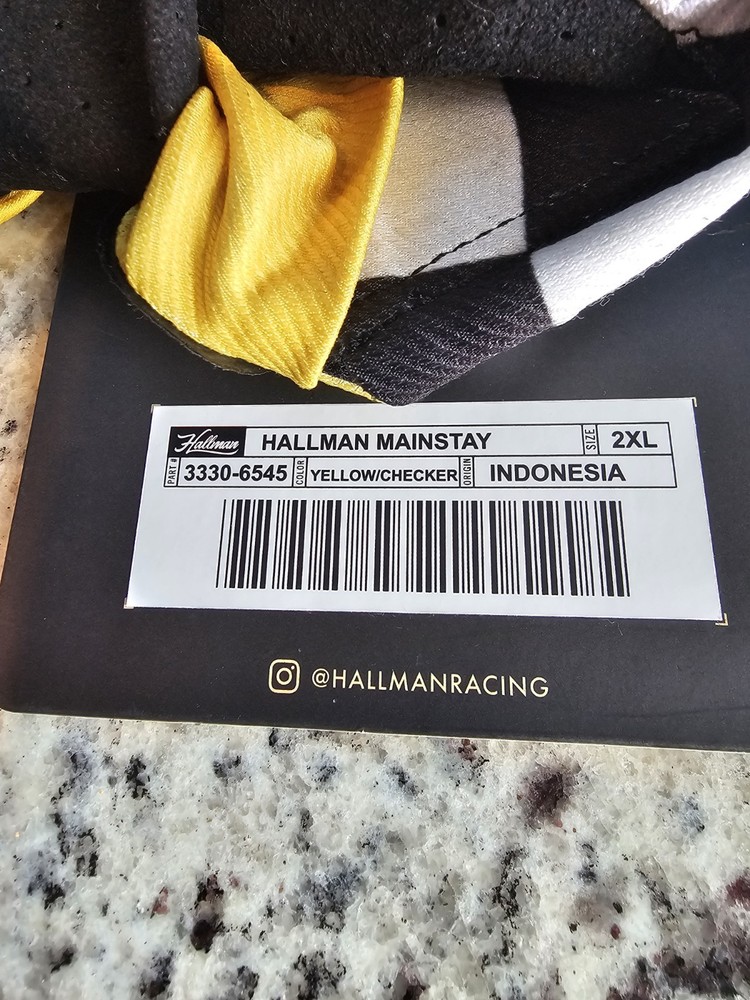 Hallman HALLMAN MAINSTAY SIZE 2XL
PART # 3330-6545 COLOR YELLOW/CHECKER ORIGIN INDONESIA
@HALLMANRACING